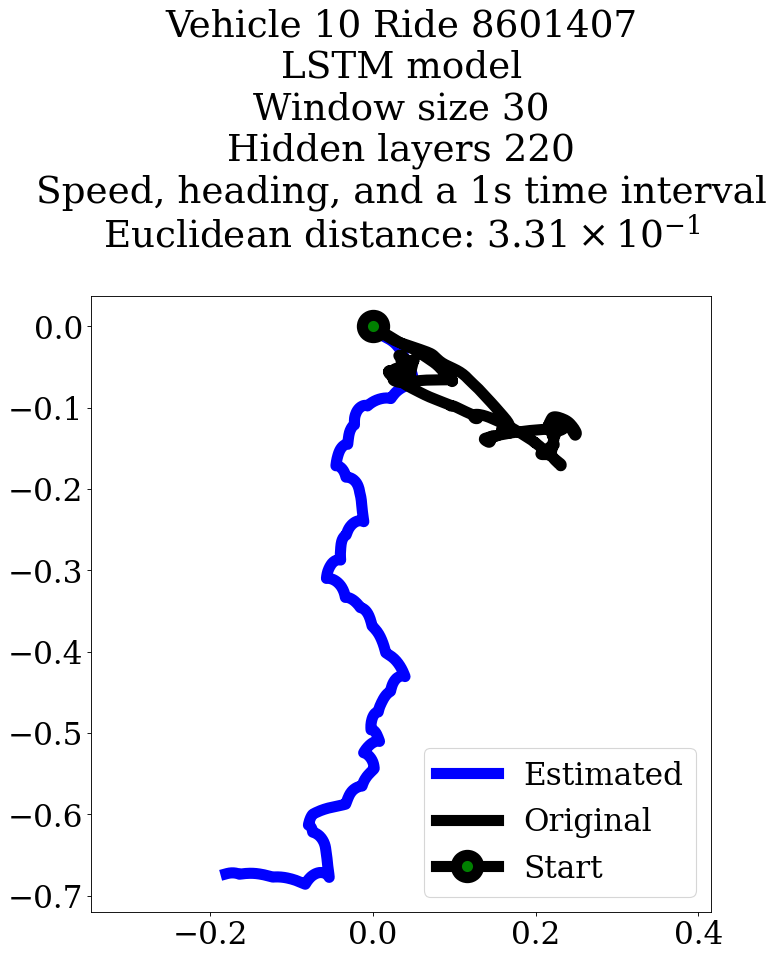 Vehicle 10 Ride 8601407
LSTM model
Window size 30
Hidden layers 220
Speed, heading, and a 1s time interval
Euclidean distance: 3.31 × 10⁻¹
0.0
−0.1
−0.2
−0.3
−0.4
−0.5
−0.6
−0.7
Estimated
Original
Start
−0.2 0.0 0.2 0.4